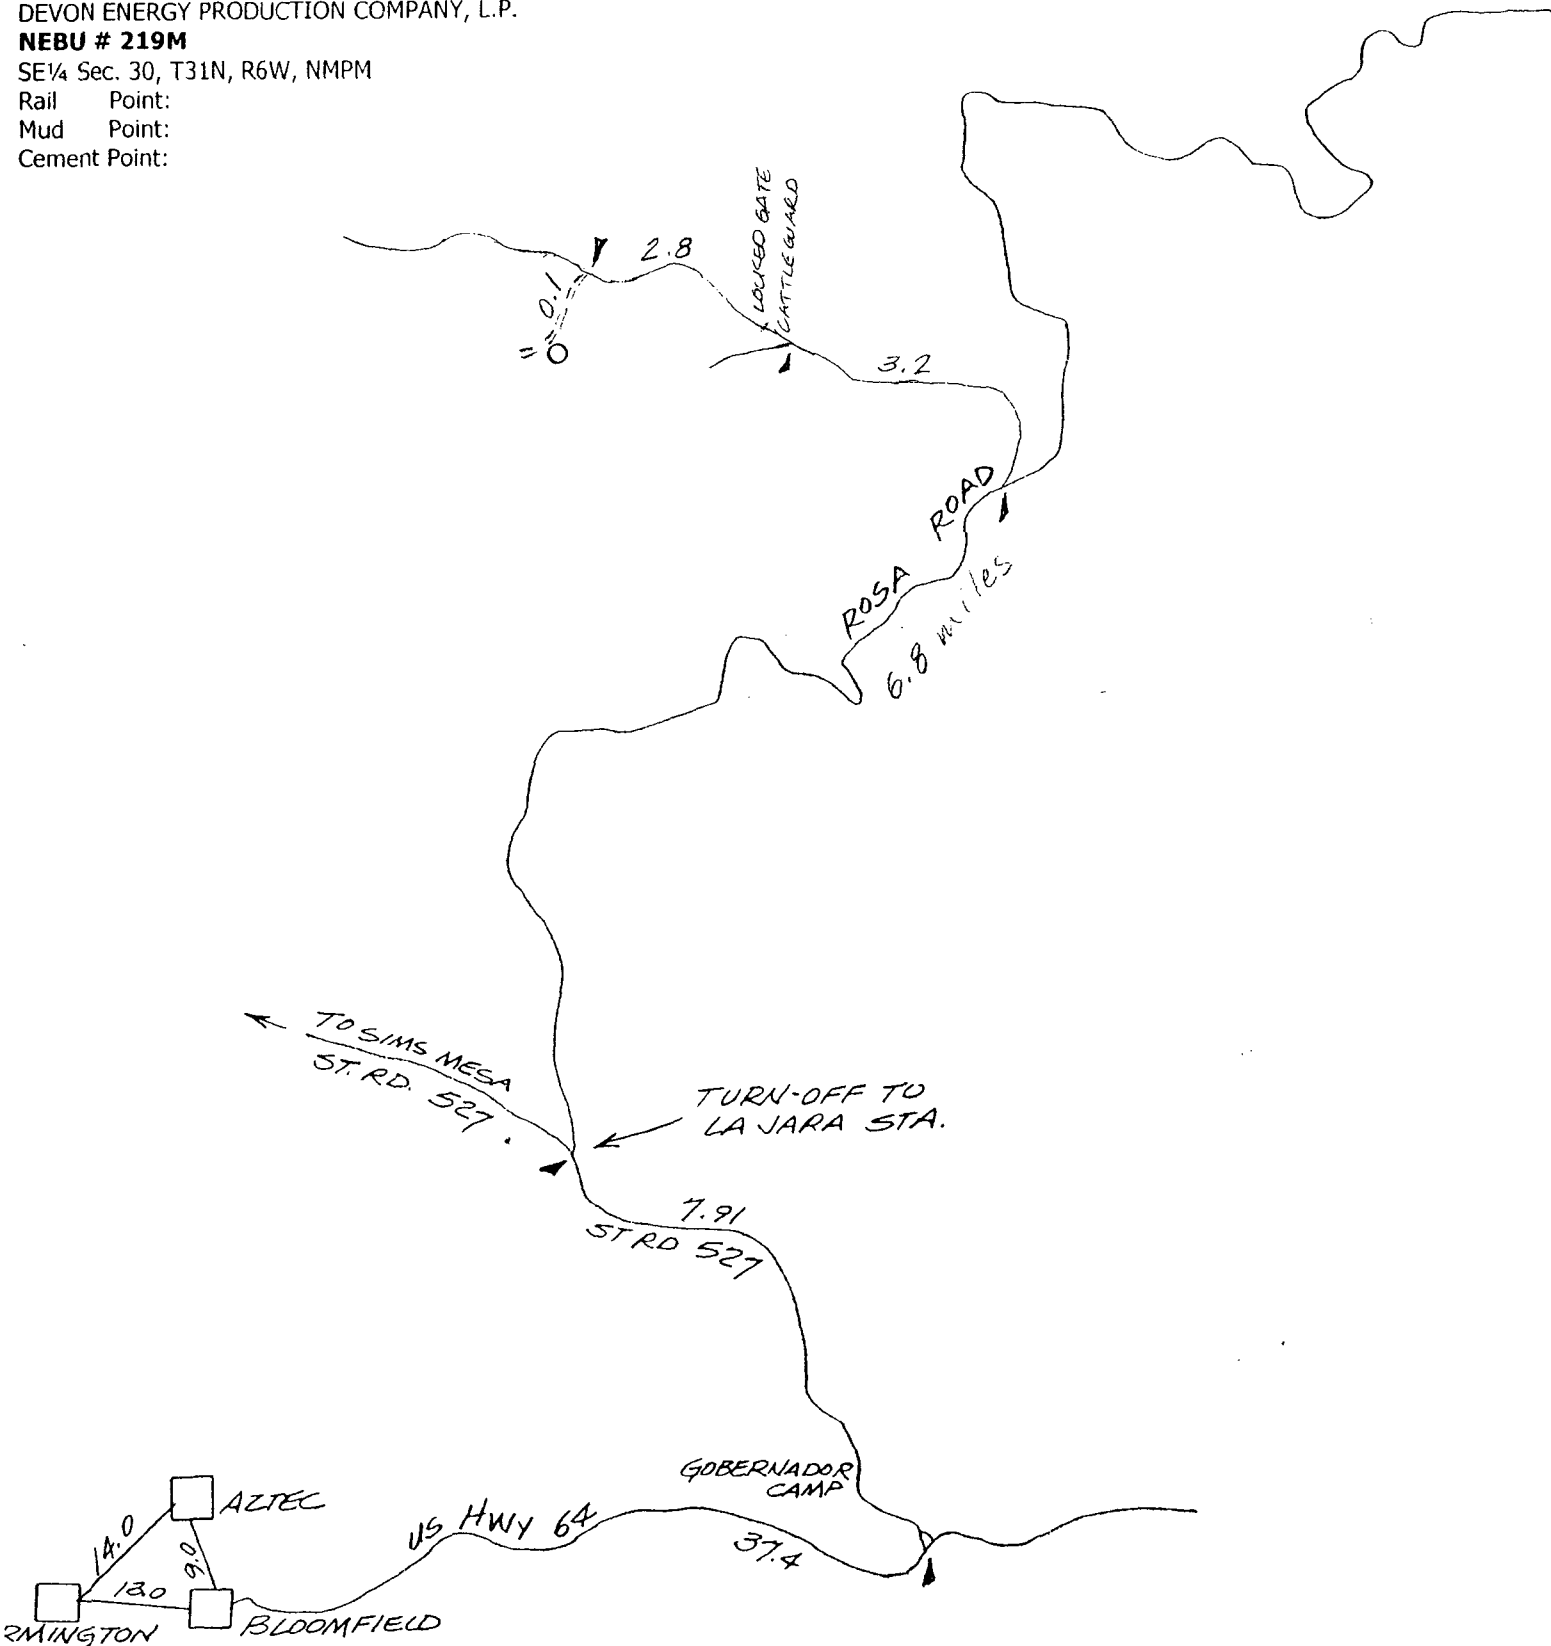 DEVON ENERGY PRODUCTION COMPANY, L.P.
NEBU # 219M
SE¼ Sec. 30, T31N, R6W, NMPM
Rail Point:
Mud Point:
Cement Point:
LOCKED GATE
CATTLEGUARD
2.8
0.1
3.2
ROSA ROAD
6.8 miles
TO SIMS MESA
ST. RD. 527
TURN-OFF TO
LA JARA STA.
7.91
ST RD 527
GOBERNADOR
CAMP
US HWY 64
37.4
AZTEC
14.0
9.0
BLOOMFIELD
RMINGTON